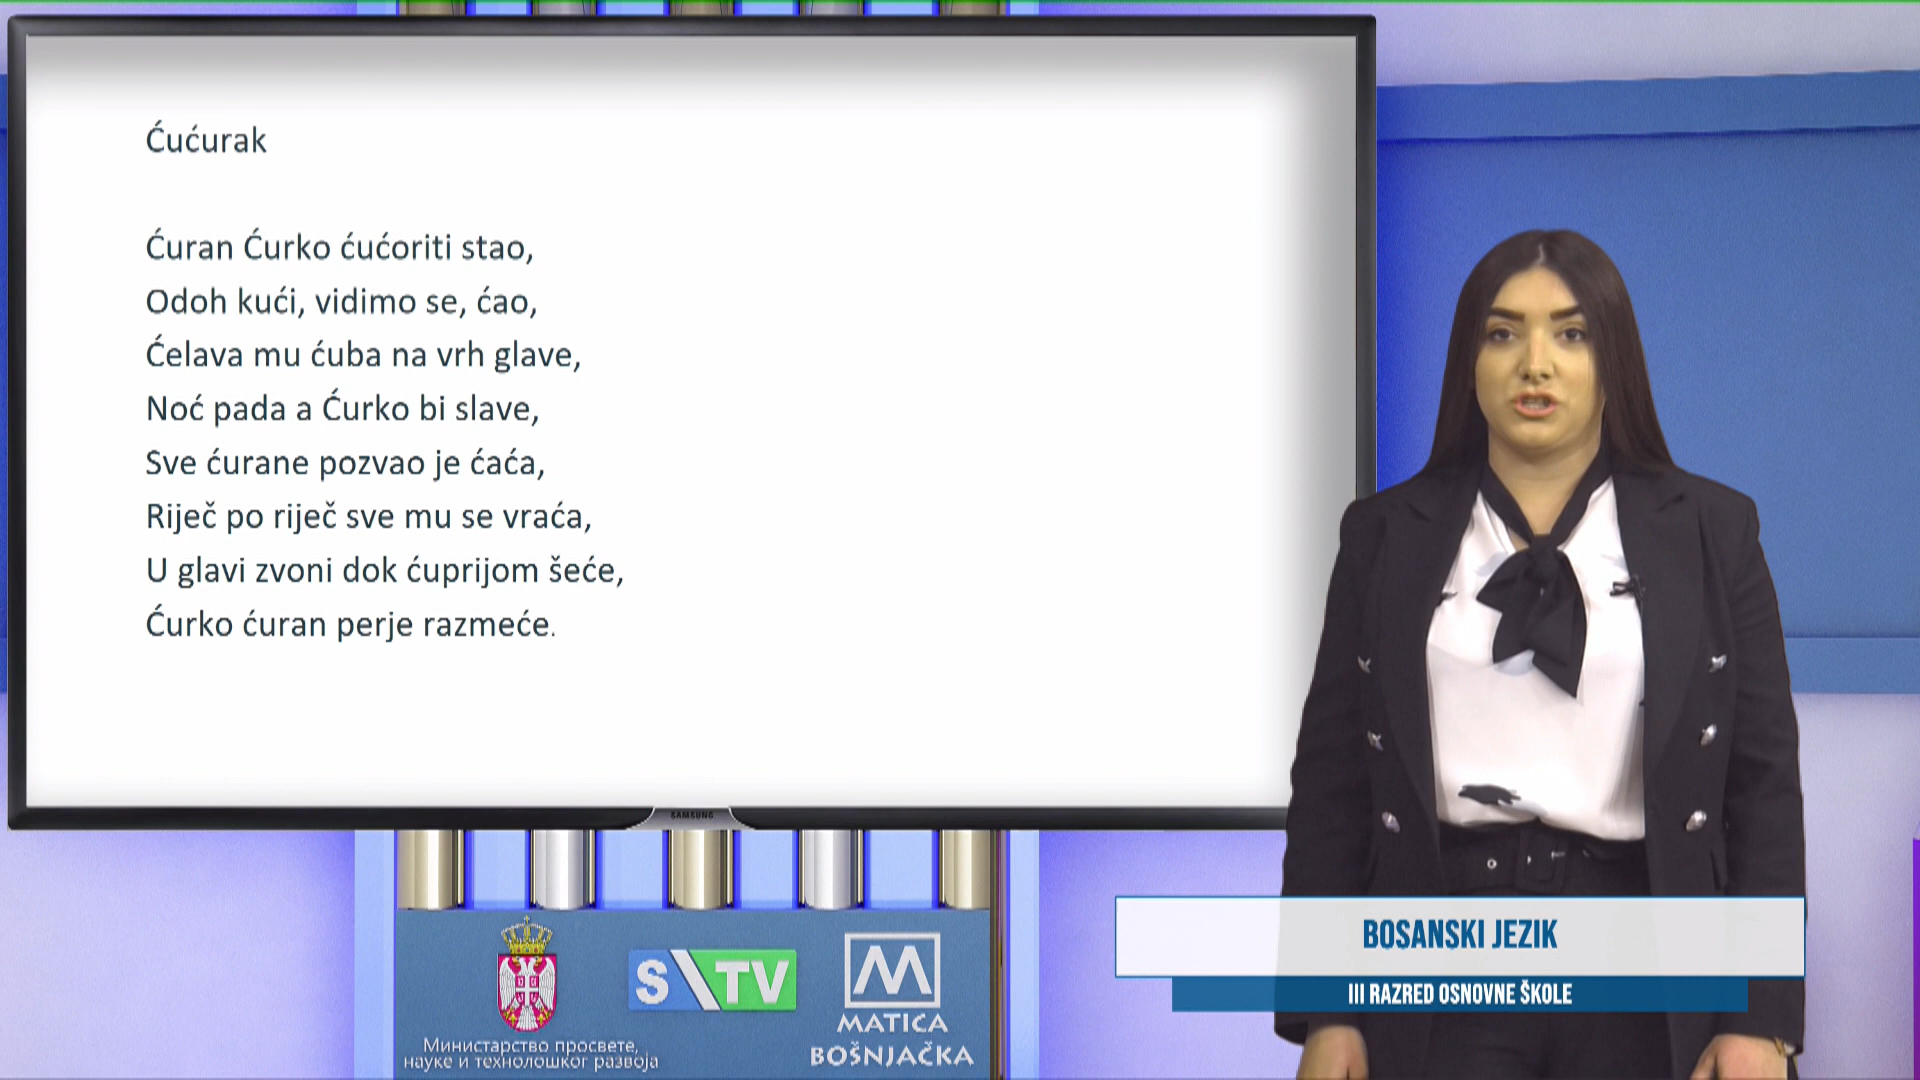 Ćućurak
Ćuran Ćurko ćućoriti stao,
Odoh kući, vidimo se, ćao,
Ćelava mu ćuba na vrh glave,
Noć pada a Ćurko bi slave,
Sve ćurane pozvao je ćaća,
Riječ po riječ sve mu se vraća,
U glavi zvoni dok ćuprijom šeće,
Ćurko ćuran perje razmeće.
SAMSUNG
BOSANSKI JEZIK
III RAZRED OSNOVNE ŠKOLE
S TV
MATICA
BOŠNJAČKA
Министарство просвете,
науке и технолошког развоја